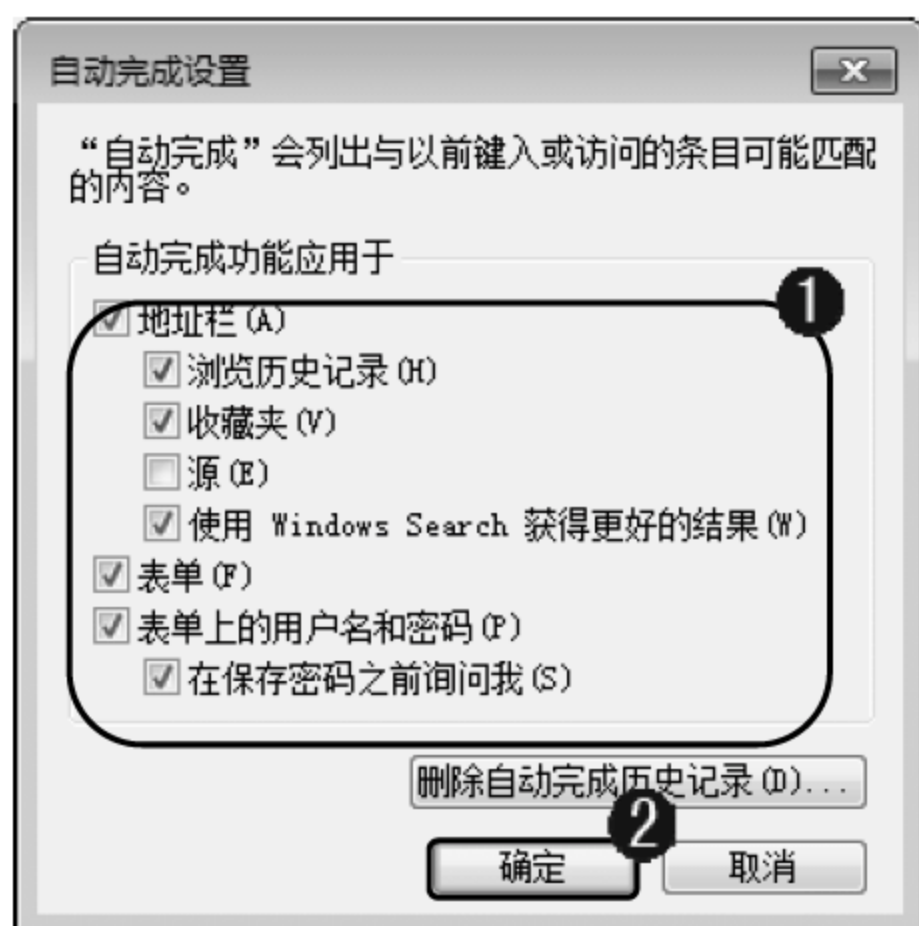 自动完成设置
“自动完成”会列出与以前键入或访问的条目可能匹配
的内容。
自动完成功能应用于
1
地址栏(A)
浏览历史记录(H)
收藏夹(V)
源(E)
使用 Windows Search 获得更好的结果(W)
表单(F)
表单上的用户名和密码(P)
在保存密码之前询问我(S)
删除自动完成历史记录(D)...
2
确定
取消